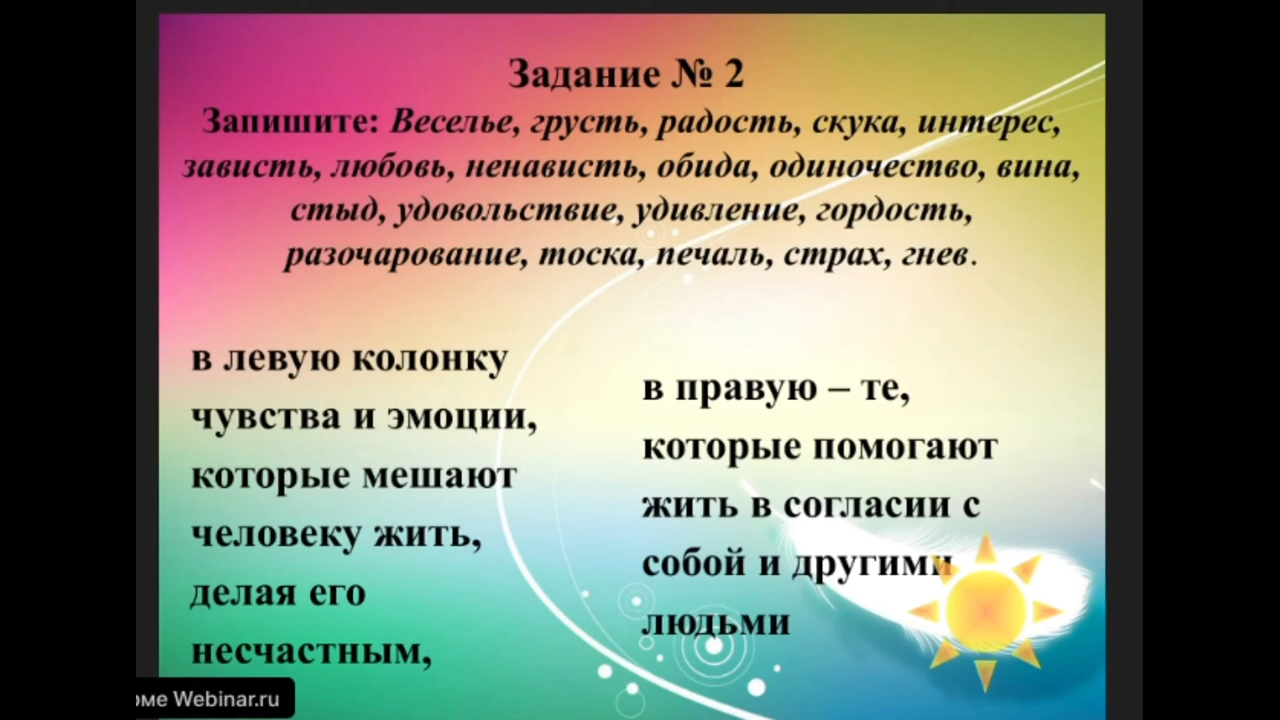 Задание № 2
Запишите: Веселье, грусть, радость, скука, интерес,
зависть, любовь, ненависть, обида, одиночество, вина,
стыд, удовольствие, удивление, гордость,
разочарование, тоска, печаль, страх, гнев.
в левую колонку
чувства и эмоции,
которые мешают
человеку жить,
делая его
несчастным,
в правую – те,
которые помогают
жить в согласии с
собой и другими
людьми
Webinar.ru